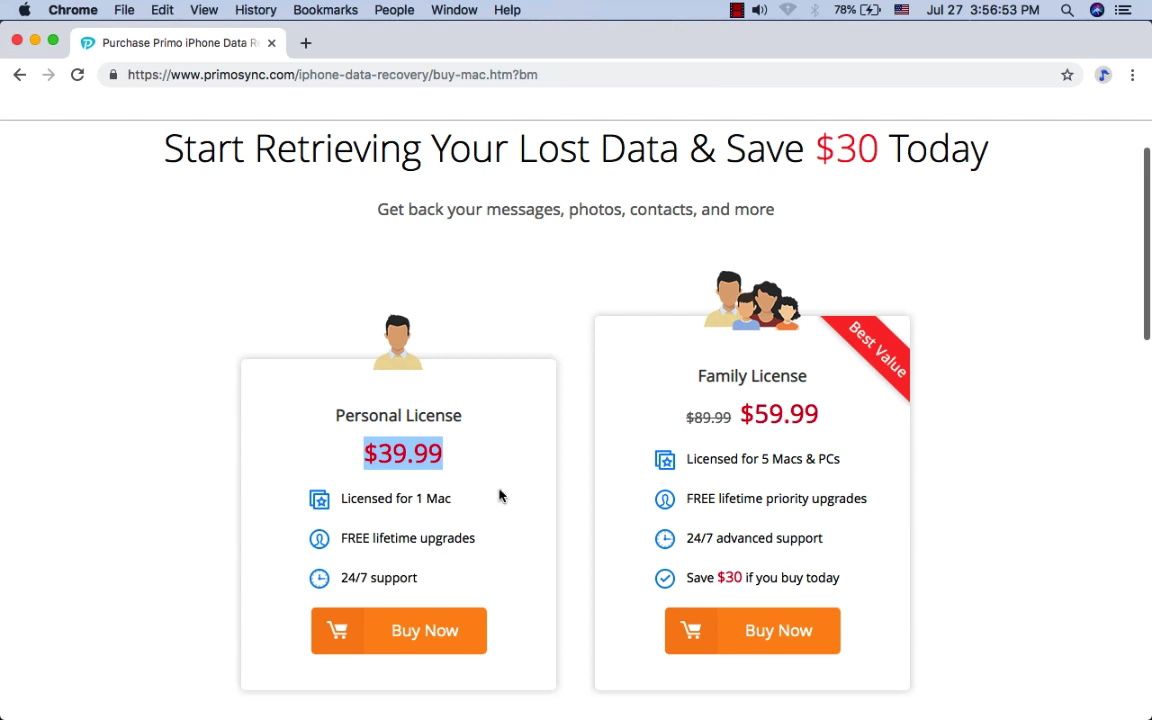 Chrome File Edit View History Bookmarks People Window Help 78% Jul 27 3:56:53 PM
Purchase Primo iPhone Data R
https://www.primosync.com/iphone-data-recovery/buy-mac.htm?bm
Start Retrieving Your Lost Data & Save $30 Today
Get back your messages, photos, contacts, and more
Personal License
$39.99
Licensed for 1 Mac
FREE lifetime upgrades
24/7 support
Buy Now
Best Value
Family License
$89.99 $59.99
Licensed for 5 Macs & PCs
FREE lifetime priority upgrades
24/7 advanced support
Save $30 if you buy today
Buy Now